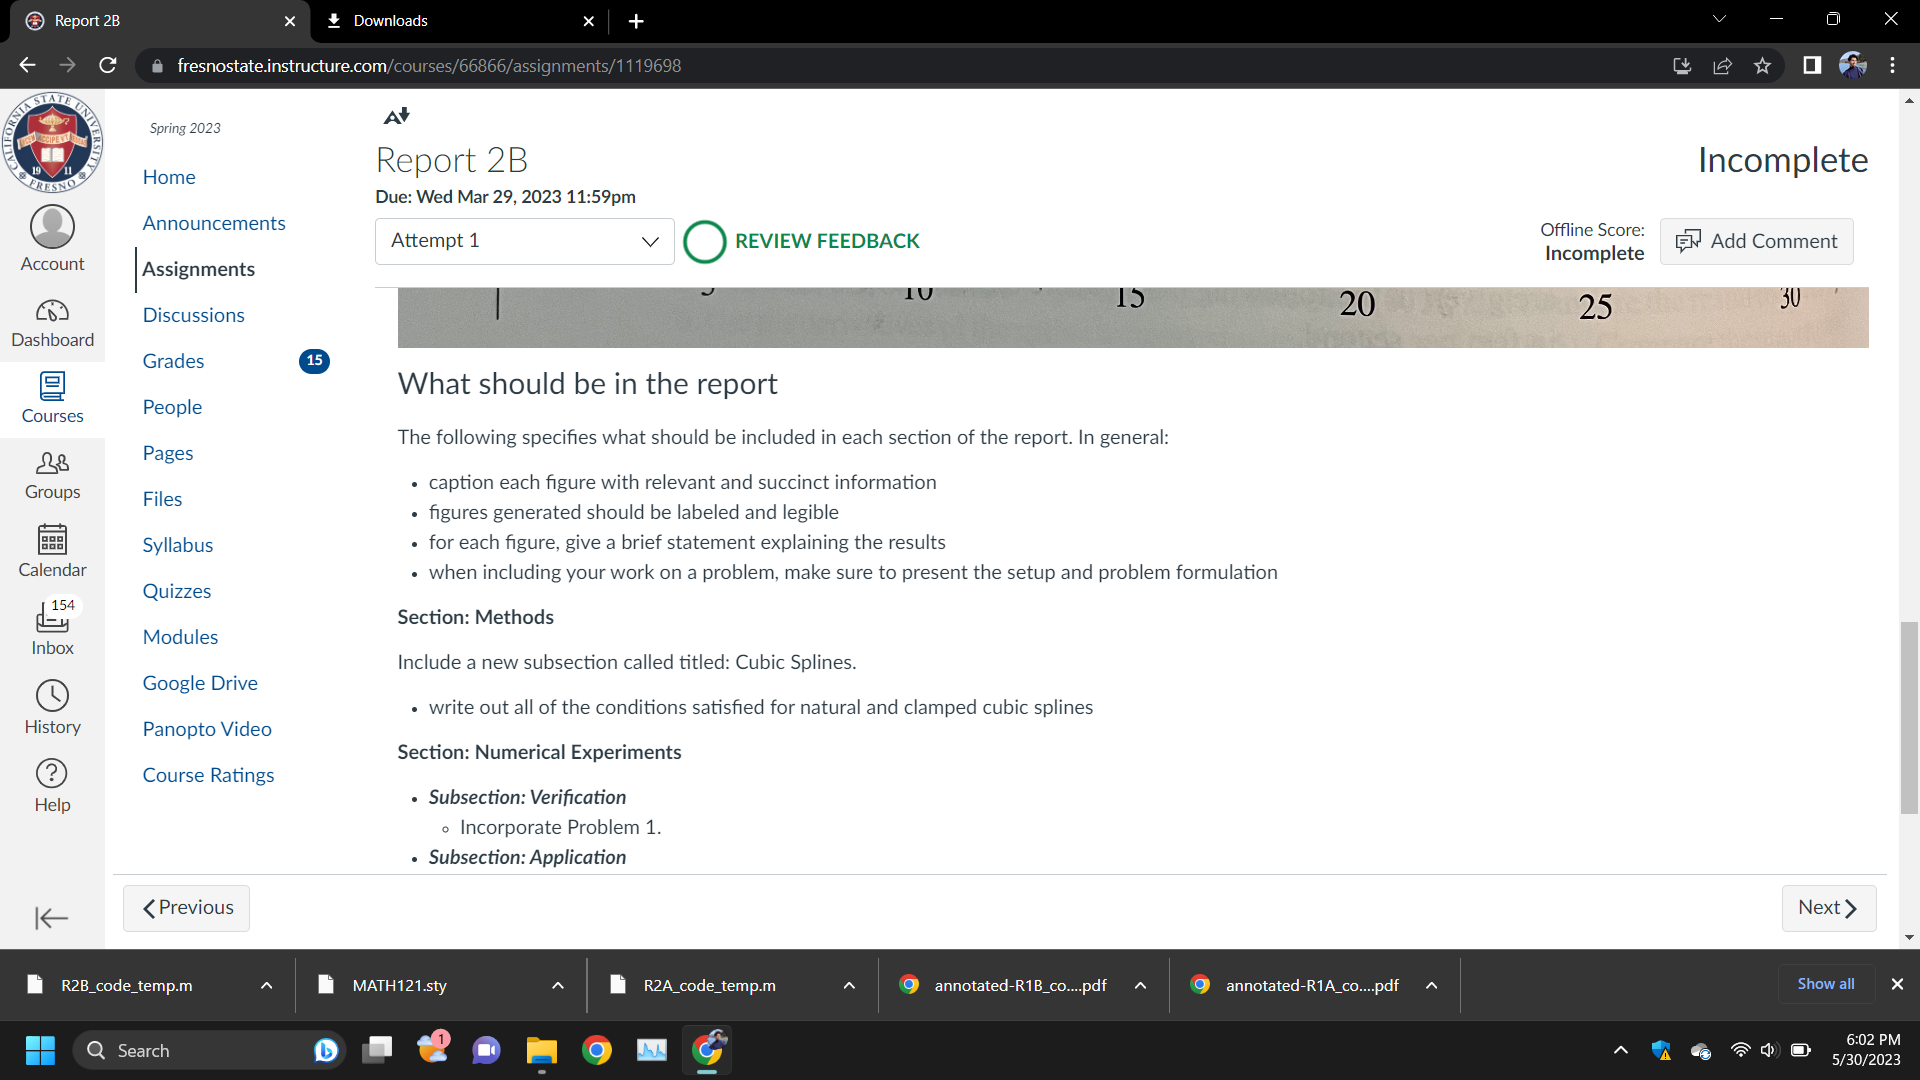 Report 2B
Downloads
fresnostate.instructure.com/courses/66866/assignments/1119698
CALIFORNIA STATE UNIVERSITY
19 11
FRESNO
Account
Dashboard
Courses
Groups
Calendar
154
Inbox
History
Help
Spring 2023
Home
Announcements
Assignments
Discussions
Grades 15
People
Pages
Files
Syllabus
Quizzes
Modules
Google Drive
Panopto Video
Course Ratings
Report 2B
Incomplete
Due: Wed Mar 29, 2023 11:59pm
Attempt 1
REVIEW FEEDBACK
Offline Score:
Incomplete
Add Comment
5 10 15 20 25 30
What should be in the report
The following specifies what should be included in each section of the report. In general:
• caption each figure with relevant and succinct information
• figures generated should be labeled and legible
• for each figure, give a brief statement explaining the results
• when including your work on a problem, make sure to present the setup and problem formulation
Section: Methods
Include a new subsection called titled: Cubic Splines.
• write out all of the conditions satisfied for natural and clamped cubic splines
Section: Numerical Experiments
• Subsection: Verification
◦ Incorporate Problem 1.
• Subsection: Application
Previous
Next
R2B_code_temp.m
MATH121.sty
R2A_code_temp.m
annotated-R1B_co....pdf
annotated-R1A_co....pdf
Show all
Search
1
6:02 PM
5/30/2023